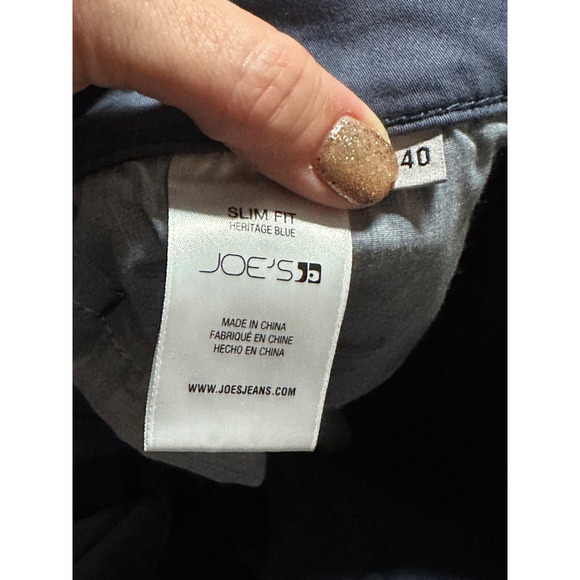 40
SLIM FIT
HERITAGE BLUE
JOE'S
MADE IN CHINA
FABRIQUÉ EN CHINE
HECHO EN CHINA
WWW.JOESJEANS.COM